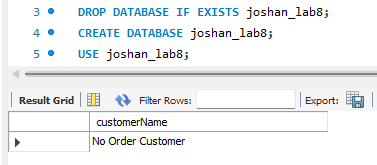 3 DROP DATABASE IF EXISTS joshan_lab8;
4 CREATE DATABASE joshan_lab8;
5 USE joshan_lab8;
Result Grid Filter Rows: Export:
customerName
No Order Customer